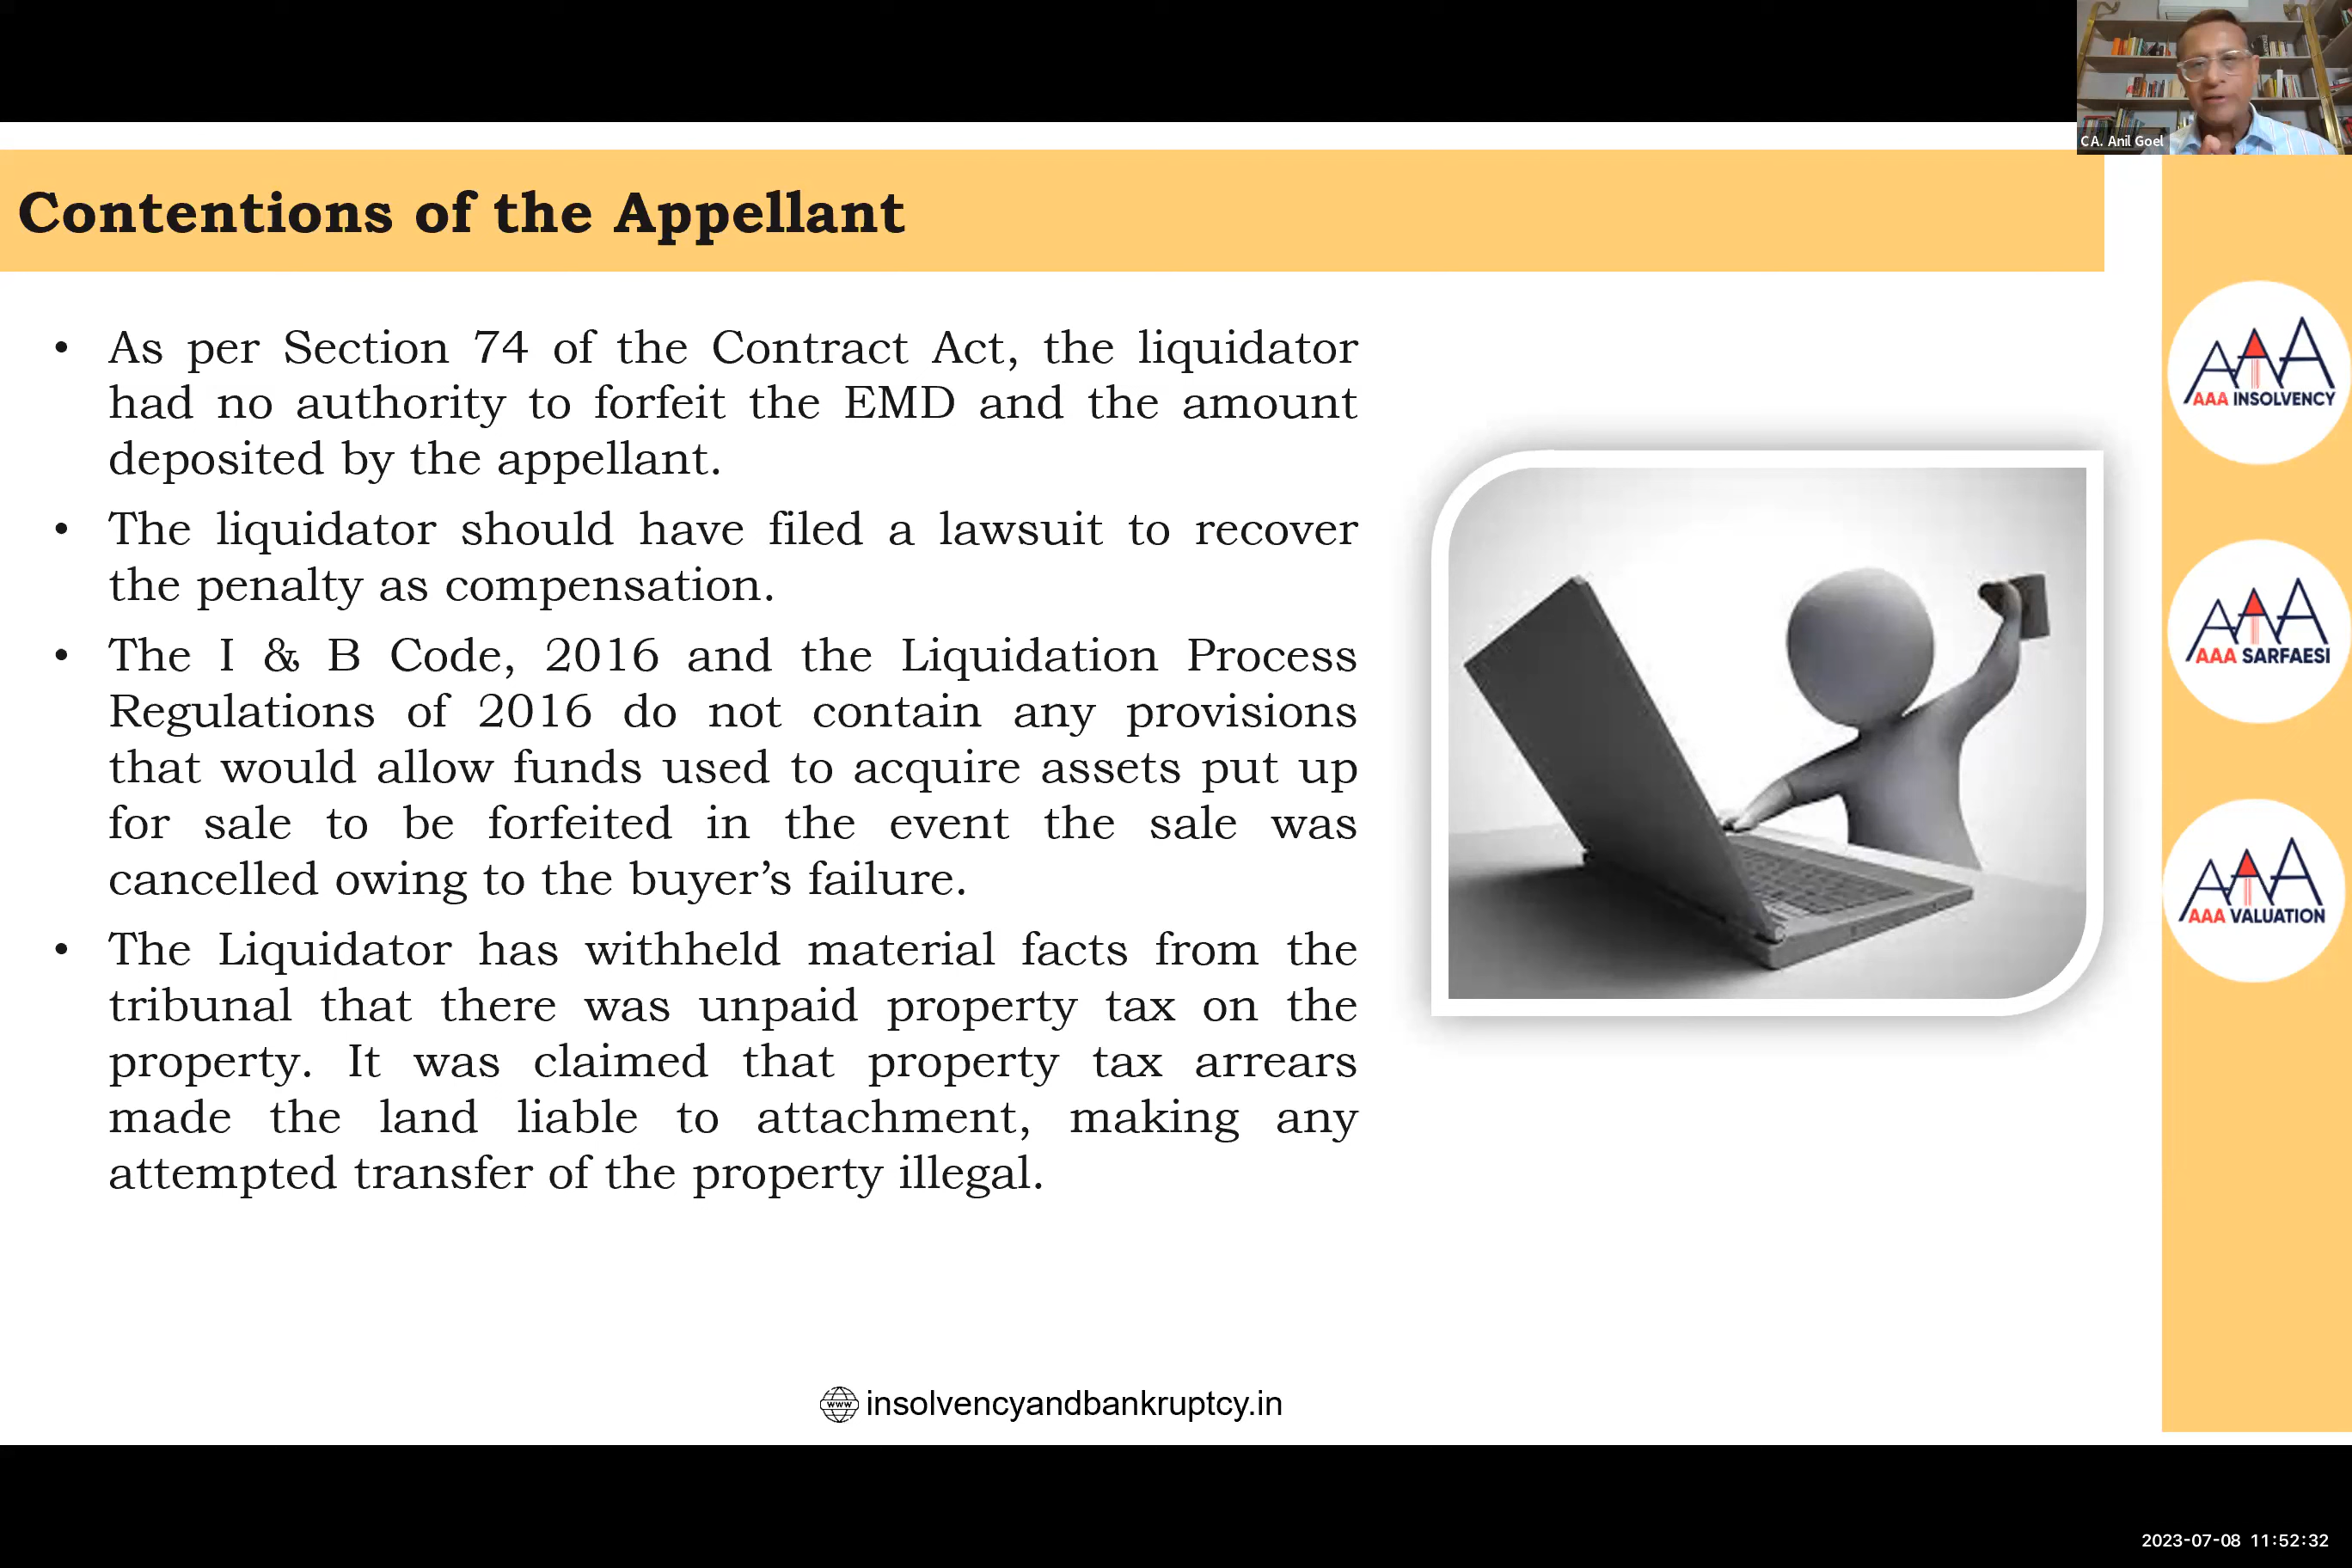 CA. Anil Goel
Contentions of the Appellant
• As per Section 74 of the Contract Act, the liquidator
had no authority to forfeit the EMD and the amount
deposited by the appellant.
• The liquidator should have filed a lawsuit to recover
the penalty as compensation.
• The I & B Code, 2016 and the Liquidation Process
Regulations of 2016 do not contain any provisions
that would allow funds used to acquire assets put up
for sale to be forfeited in the event the sale was
cancelled owing to the buyer’s failure.
• The Liquidator has withheld material facts from the
tribunal that there was unpaid property tax on the
property. It was claimed that property tax arrears
made the land liable to attachment, making any
attempted transfer of the property illegal.
AAA
AAA INSOLVENCY
AAA
AAA SARFAESI
AAA
AAA VALUATION
www insolvencyandbankruptcy.in
2023-07-08 11:52:32